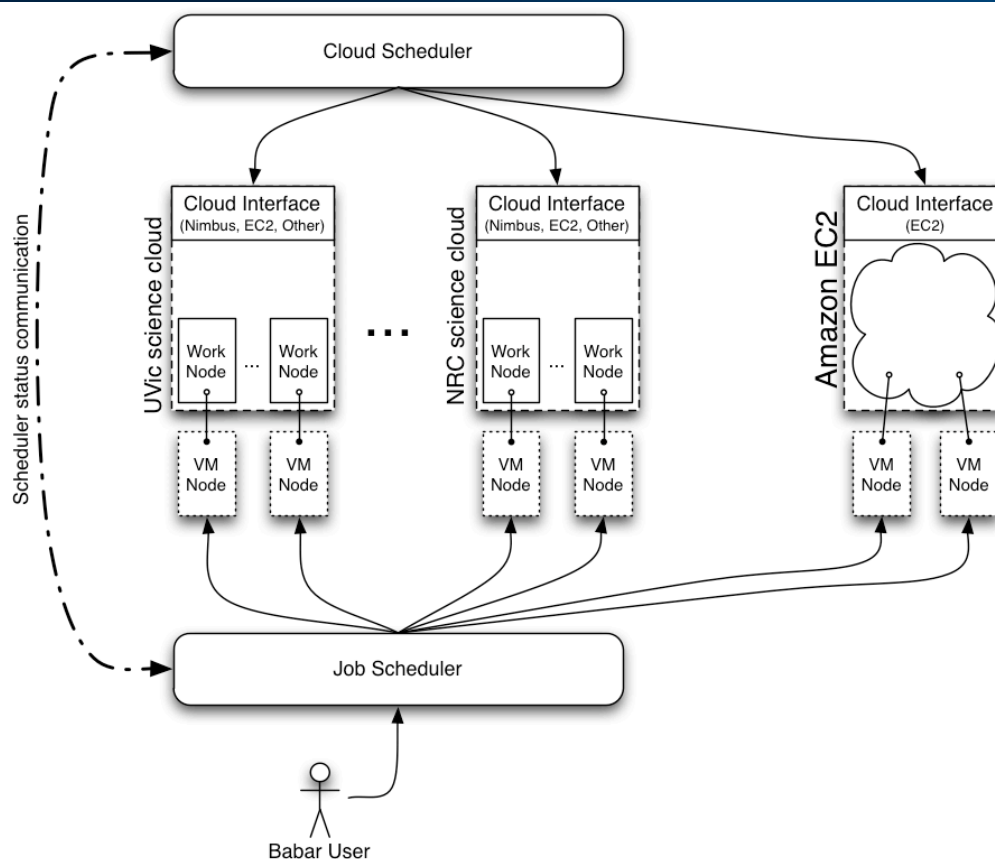 Cloud Scheduler
Scheduler status communication
UVic science cloud
Cloud Interface
(Nimbus, EC2, Other)
Work
Node
...
Work
Node
VM
Node
VM
Node
...
NRC science cloud
Cloud Interface
(Nimbus, EC2, Other)
Work
Node
...
Work
Node
VM
Node
VM
Node
Amazon EC2
Cloud Interface
(EC2)
VM
Node
VM
Node
Job Scheduler
Babar User